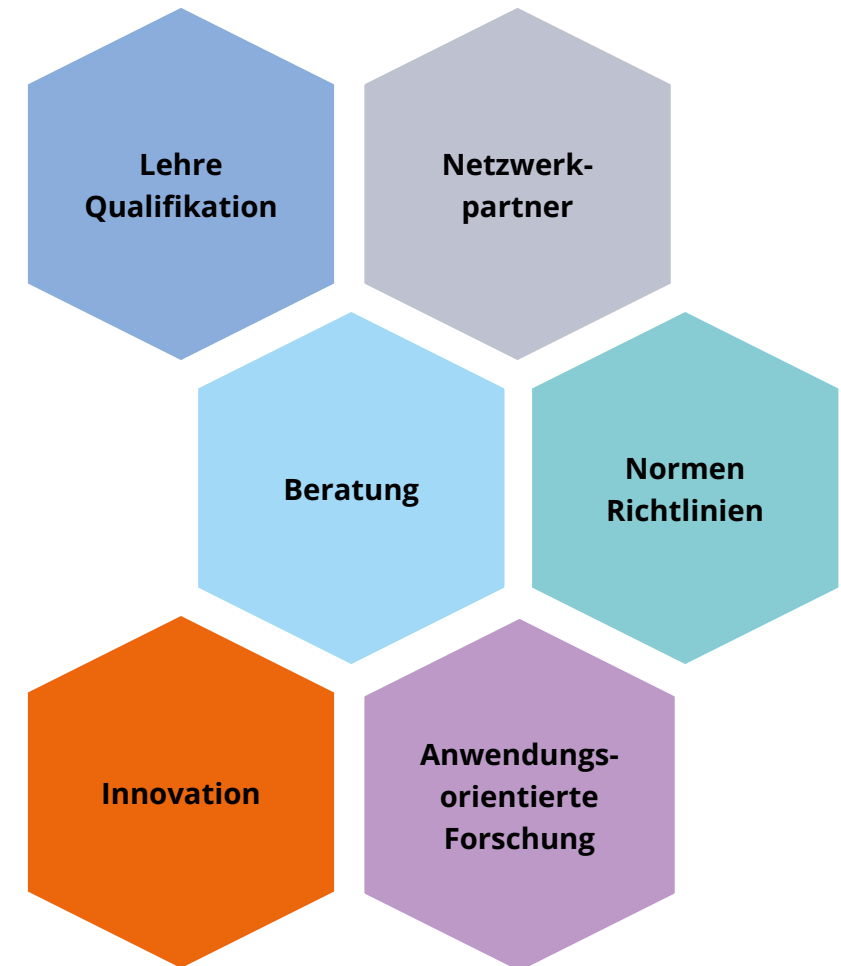 Lehre
Qualifikation
Netzwerk-
partner
Beratung
Normen
Richtlinien
Innovation
Anwendungs-
orientierte
Forschung